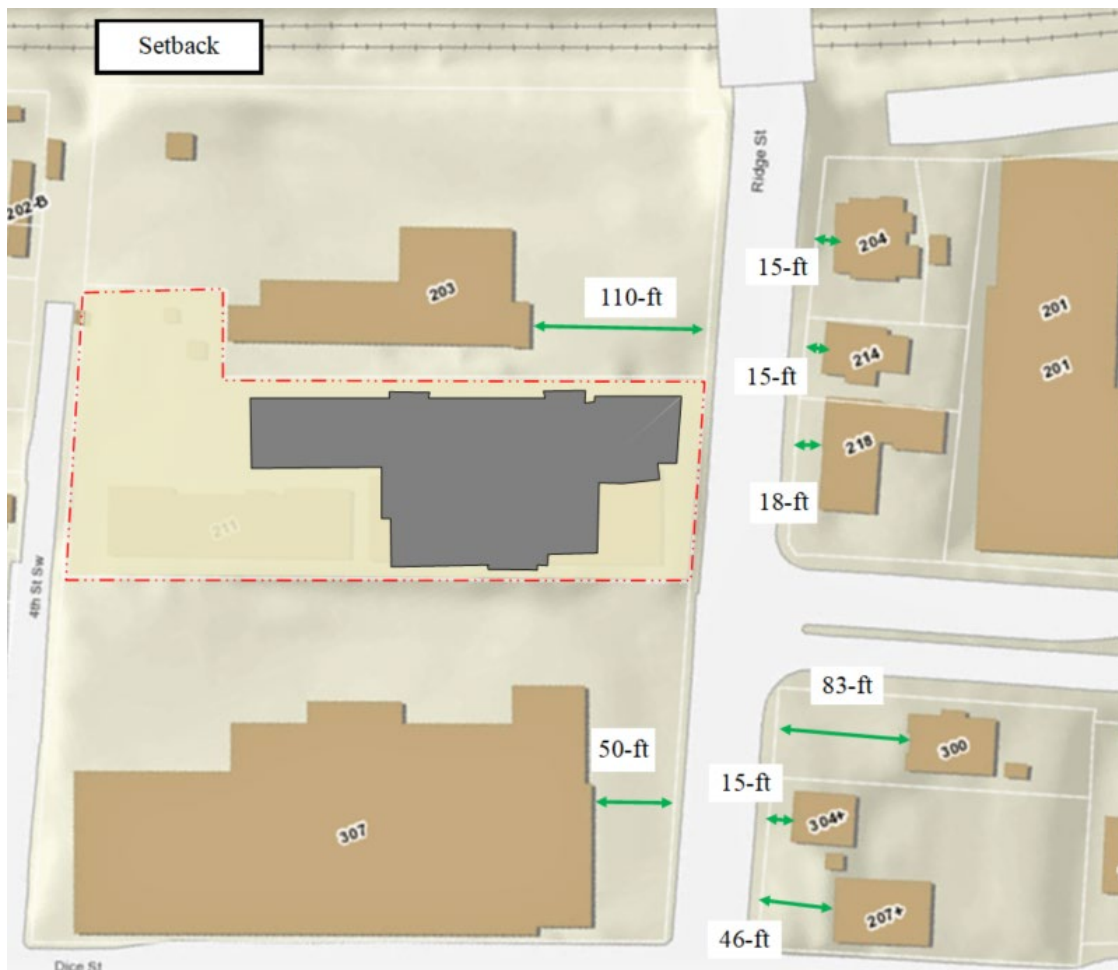 Setback
202-B
Ridge St
204
15-ft
203
110-ft
201
214
15-ft
201
218
18-ft
211
4th St Sw
83-ft
300
50-ft
15-ft
304+
307
207+
46-ft
Dice St